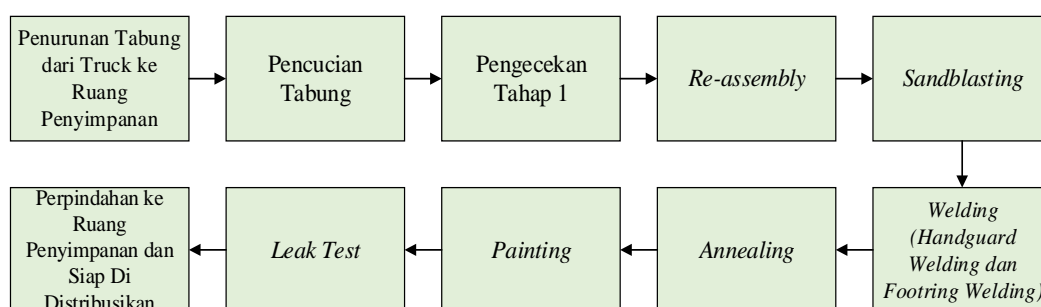 Penurunan Tabung
dari Truck ke
Ruang
Penyimpanan
Pencucian
Tabung
Pengecekan
Tahap 1
Re-assembly
Sandblasting
Welding
(Handguard
Welding dan
Footring Welding)
Annealing
Painting
Leak Test
Perpindahan ke
Ruang
Penyimpanan dan
Siap Di
Distribusikan